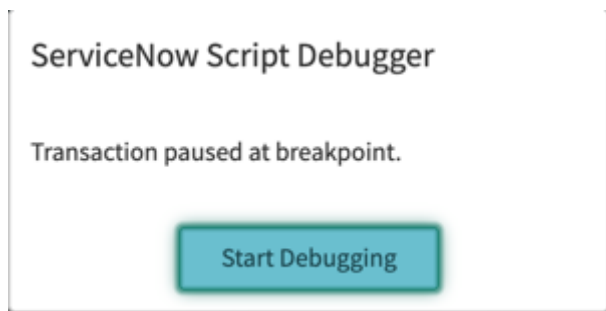 ServiceNow Script Debugger
Transaction paused at breakpoint.
Start Debugging